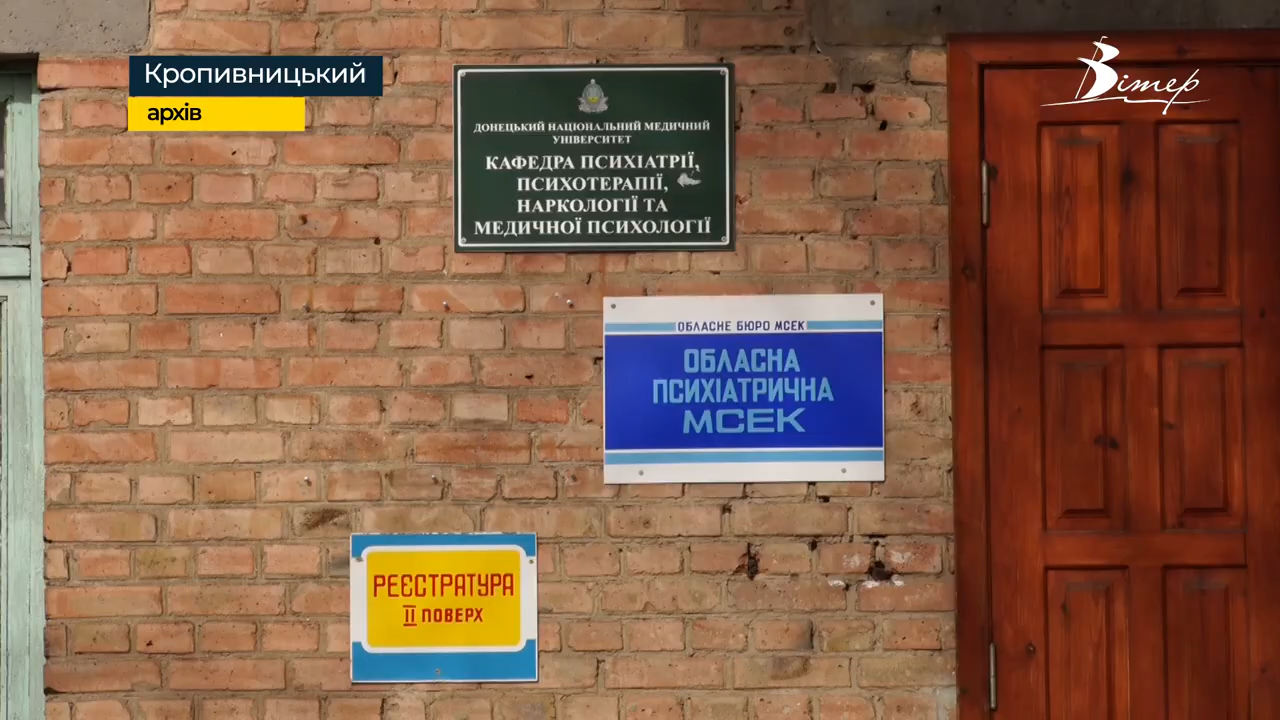 Кропивницький
архів
Вітер
ДОНЕЦЬКИЙ НАЦІОНАЛЬНИЙ МЕДИЧНИЙ
УНІВЕРСИТЕТ
КАФЕДРА ПСИХІАТРІЇ,
ПСИХОТЕРАПІЇ,
НАРКОЛОГІЇ ТА
МЕДИЧНОЇ ПСИХОЛОГІЇ
ОБЛАСНЕ БЮРО МСЕК
ОБЛАСНА
ПСИХІАТРИЧНА
МСЕК
РЕЄСТРАТУРА
II ПОВЕРХ